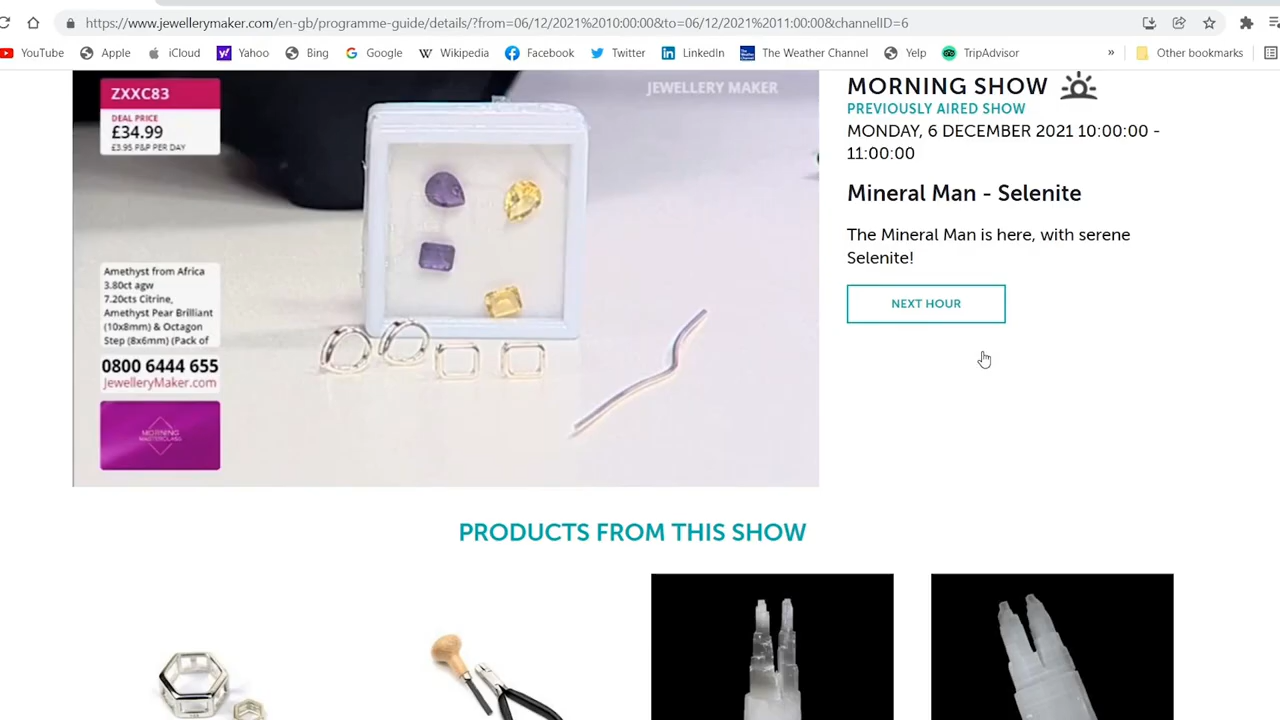 https://www.jewellerymaker.com/en-gb/programme-guide/details/?from=06/12/2021%2010:00:00&to=06/12/2021%2011:00:00&channelID=6
YouTube Apple iCloud Yahoo Bing Google Wikipedia Facebook Twitter LinkedIn The Weather Channel Yelp TripAdvisor » Other bookmarks
ZXXC83
DEAL PRICE
£34.99
£3.95 P&P PER DAY
JEWELLERY MAKER
Amethyst from Africa
3.80ct agw
7.20cts Citrine,
Amethyst Pear Brilliant
(10x8mm) & Octagon
Step (8x6mm) (Pack of
0800 6444 655
JewelleryMaker.com
MORNING
MASTERCLASS
MORNING SHOW
PREVIOUSLY AIRED SHOW
MONDAY, 6 DECEMBER 2021 10:00:00 -
11:00:00
Mineral Man - Selenite
The Mineral Man is here, with serene
Selenite!
NEXT HOUR
PRODUCTS FROM THIS SHOW